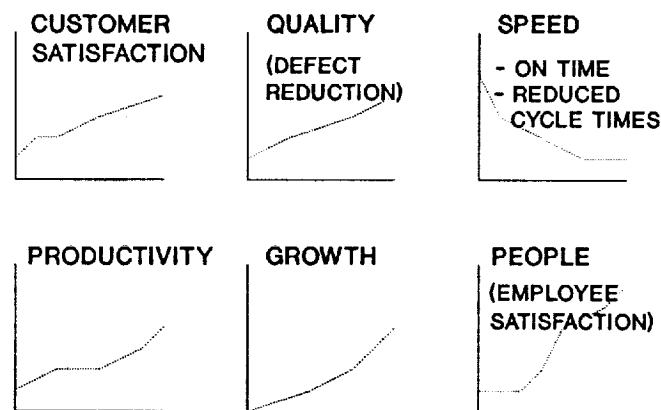 CUSTOMER
SATISFACTION
QUALITY
(DEFECT
REDUCTION)
SPEED
- ON TIME
- REDUCED
CYCLE TIMES
PRODUCTIVITY
GROWTH
PEOPLE
(EMPLOYEE
SATISFACTION)